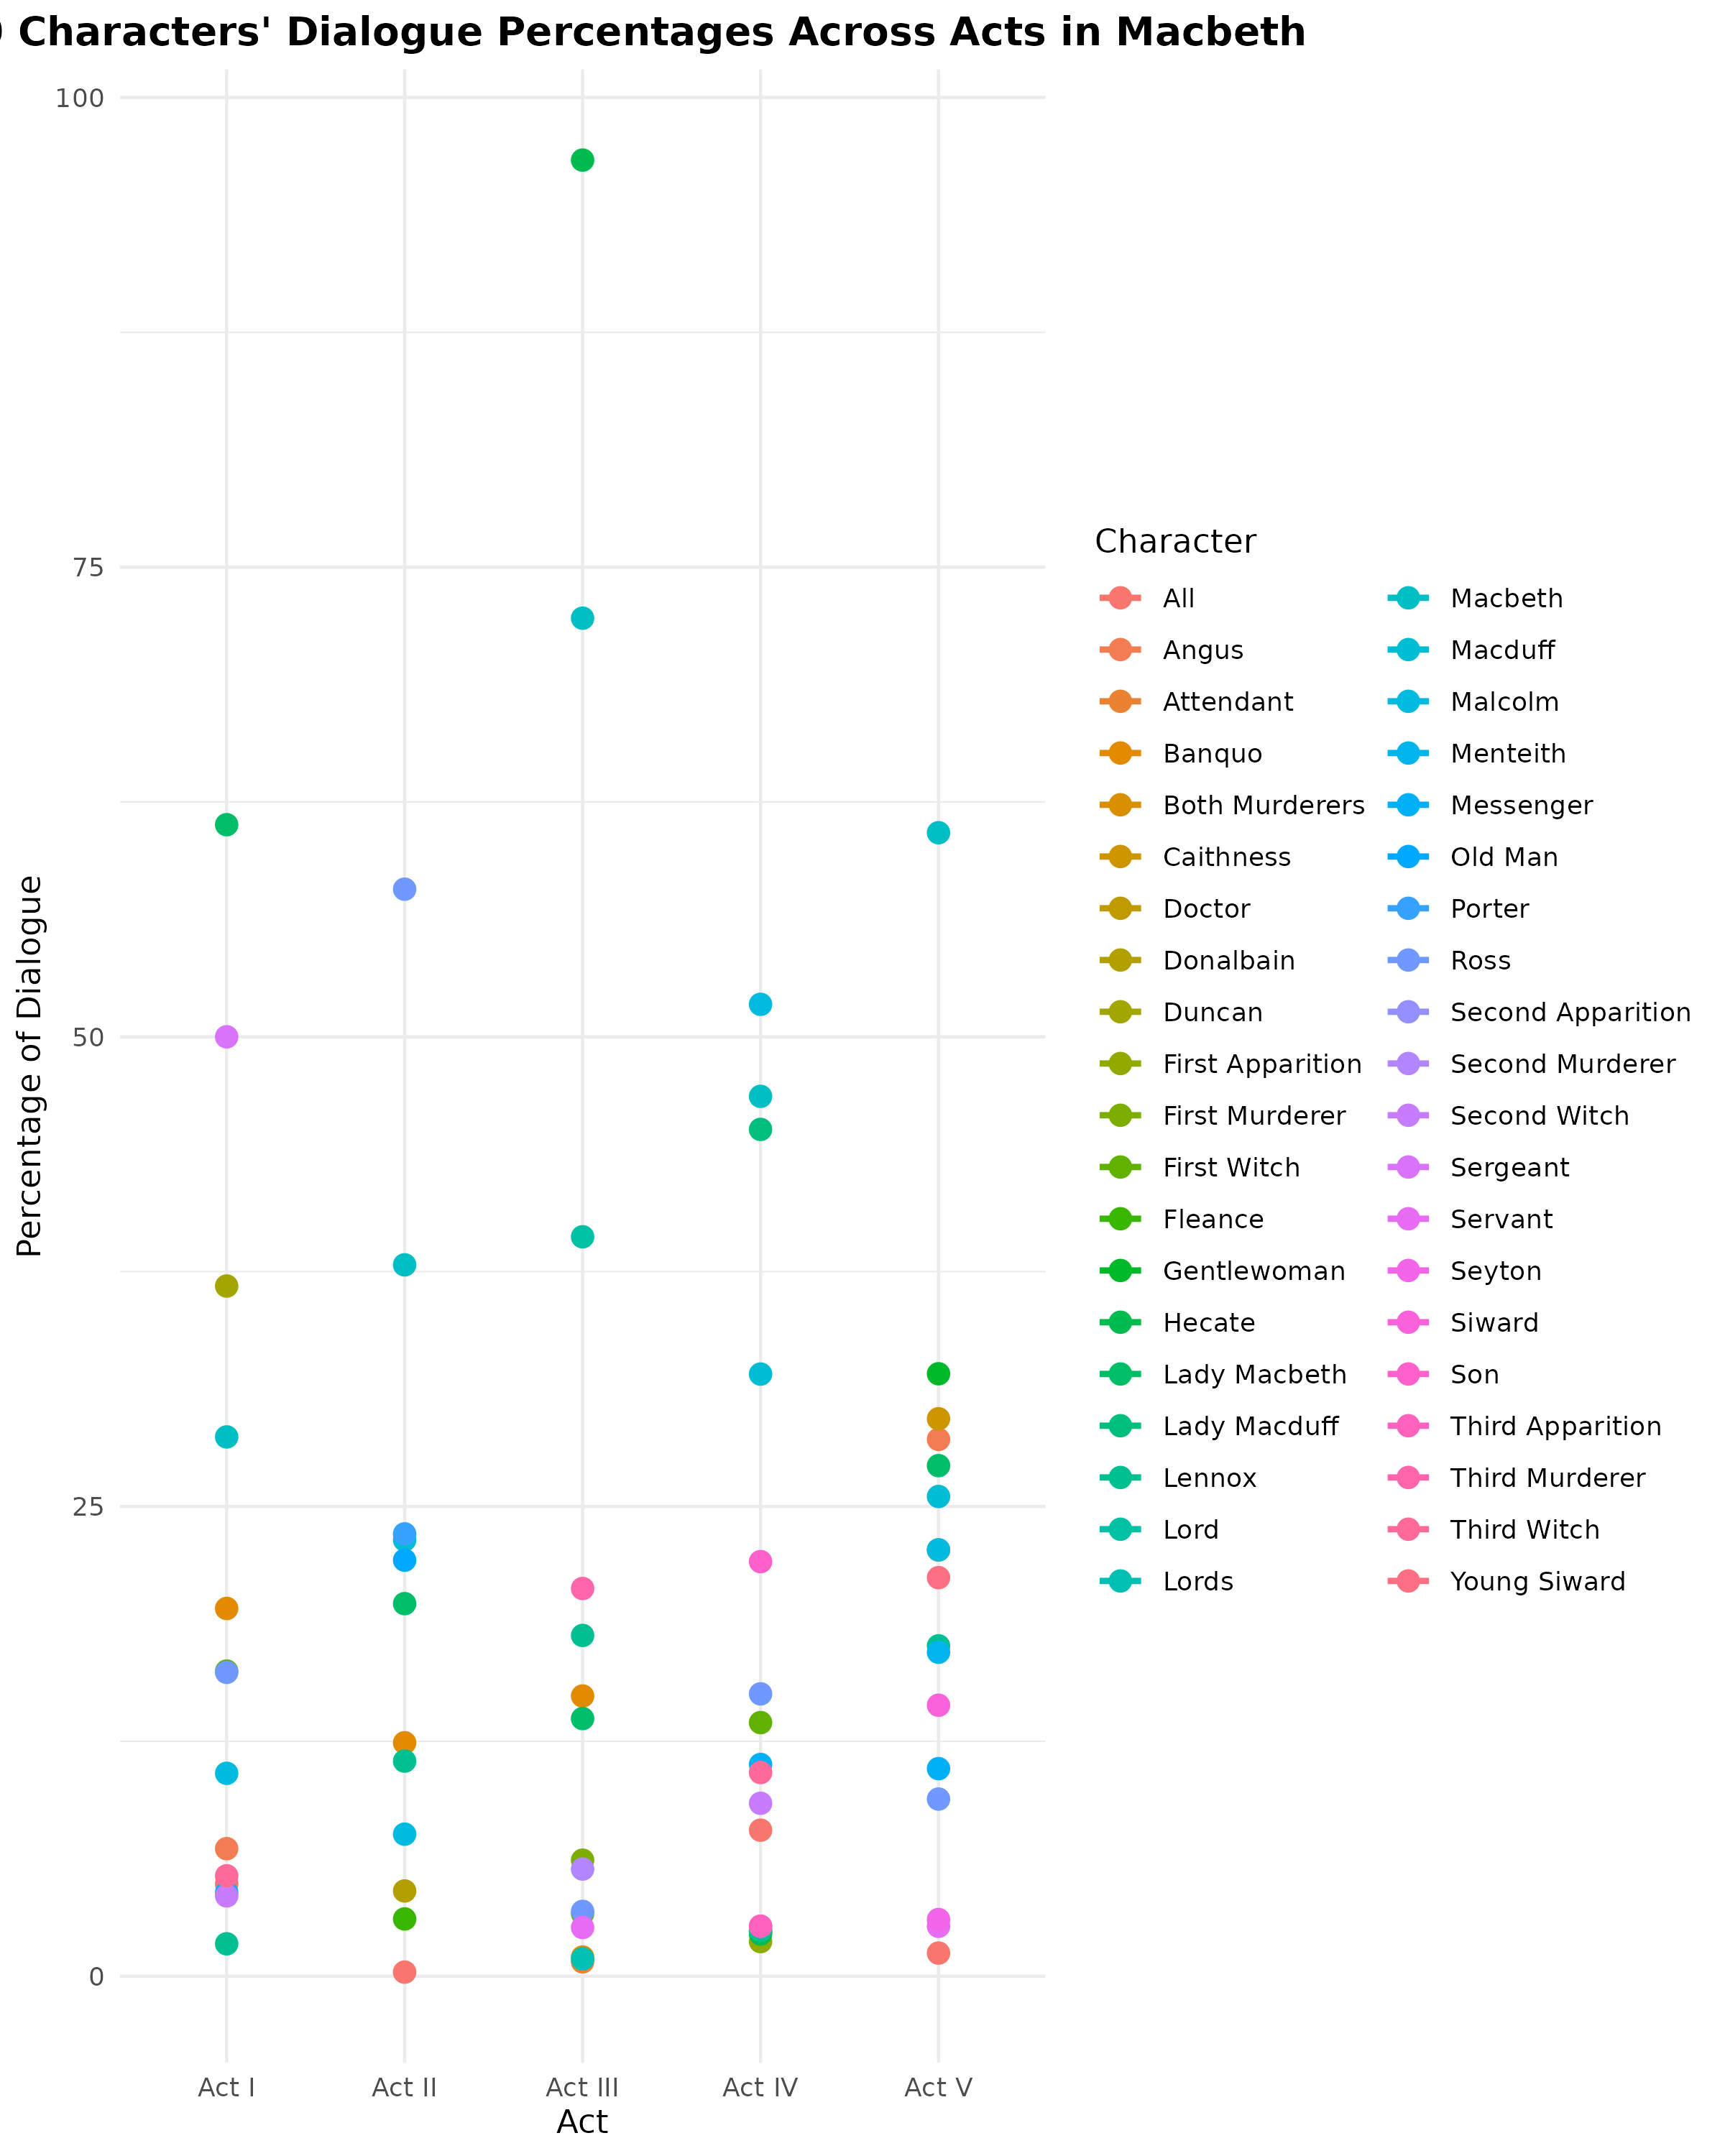 Characters' Dialogue Percentages Across Acts in Macbeth
100
75
50
25
0
Percentage of Dialogue
Act I
Act II
Act III
Act IV
Act V
Act
Character
All
Angus
Attendant
Banquo
Both Murderers
Caithness
Doctor
Donalbain
Duncan
First Apparition
First Murderer
First Witch
Fleance
Gentlewoman
Hecate
Lady Macbeth
Lady Macduff
Lennox
Lord
Lords
Macbeth
Macduff
Malcolm
Menteith
Messenger
Old Man
Porter
Ross
Second Apparition
Second Murderer
Second Witch
Sergeant
Servant
Seyton
Siward
Son
Third Apparition
Third Murderer
Third Witch
Young Siward